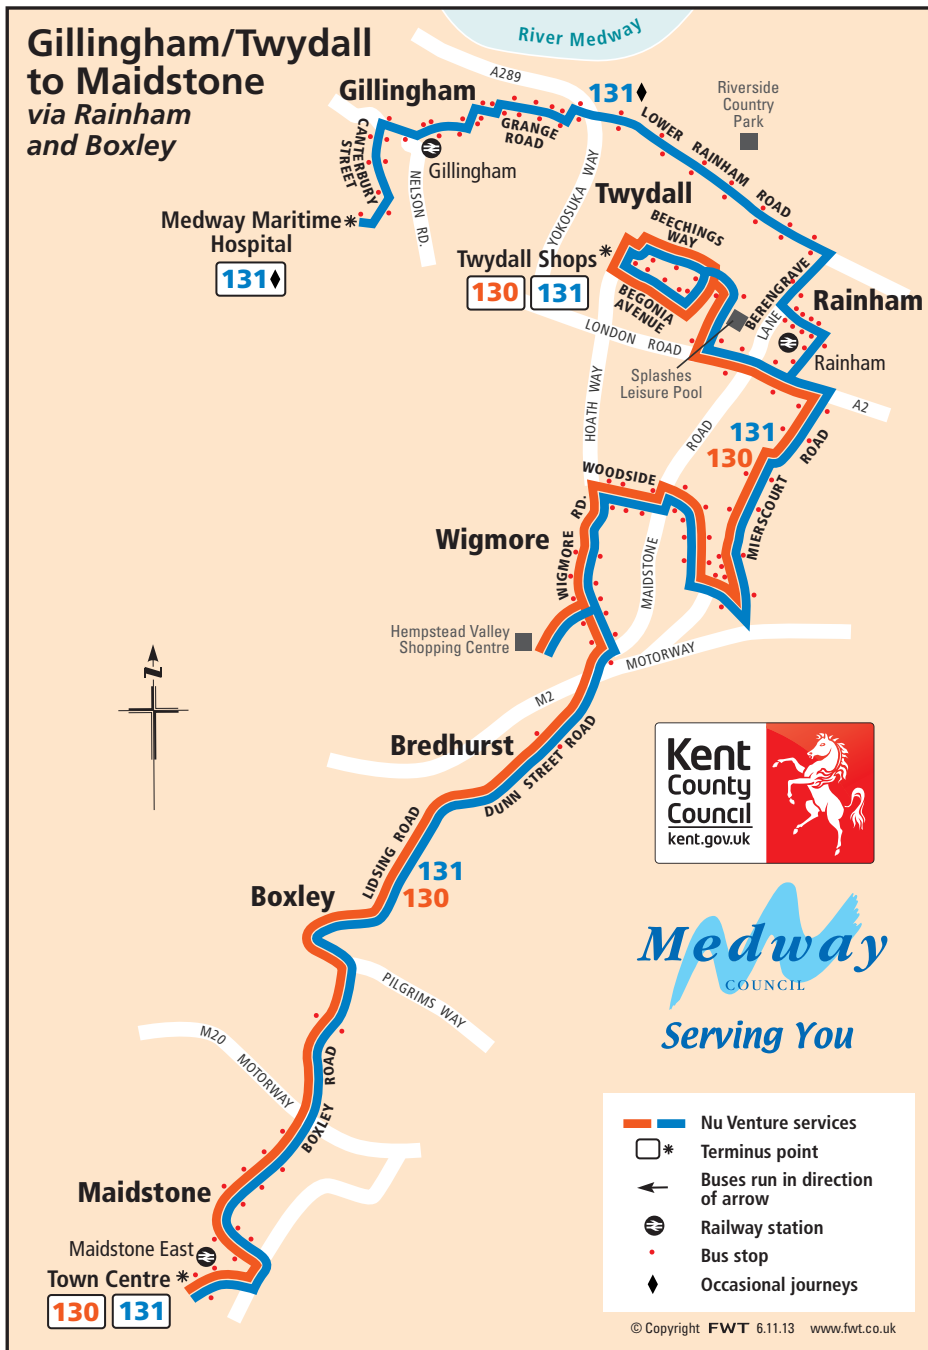 Gillingham/Twydall
to Maidstone
via Rainham
and Boxley
River Medway
A289
Gillingham
131
Riverside
Country
Park
GRANGE
ROAD
LOWER RAINHAM ROAD
CANTERBURY
STREET
Gillingham
NELSON RD.
YOKOSUKA WAY
Twydall
BEECHINGS
WAY
Medway Maritime
Hospital
131
Twydall Shops
130
131
BEGONIA
AVENUE
BERENGRAVE
LANE
Rainham
LONDON ROAD
Rainham
Splashes
Leisure Pool
A2
HOATH WAY
ROAD
131
130
MIERSCOURT ROAD
WOODSIDE
Wigmore
WIGMORE RD.
MAIDSTONE
Hempstead Valley
Shopping Centre
MOTORWAY
M2
Bredhurst
DUNN STREET ROAD
Kent
County
Council
kent.gov.uk
LIDSING ROAD
131
130
Boxley
Medway
COUNCIL
Serving You
PILGRIMS WAY
M20 MOTORWAY
BOXLEY ROAD
Maidstone
Maidstone East
Town Centre
130
131
Nu Venture services
Terminus point
Buses run in direction
of arrow
Railway station
Bus stop
Occasional journeys
© Copyright FWT 6.11.13 www.fwt.co.uk